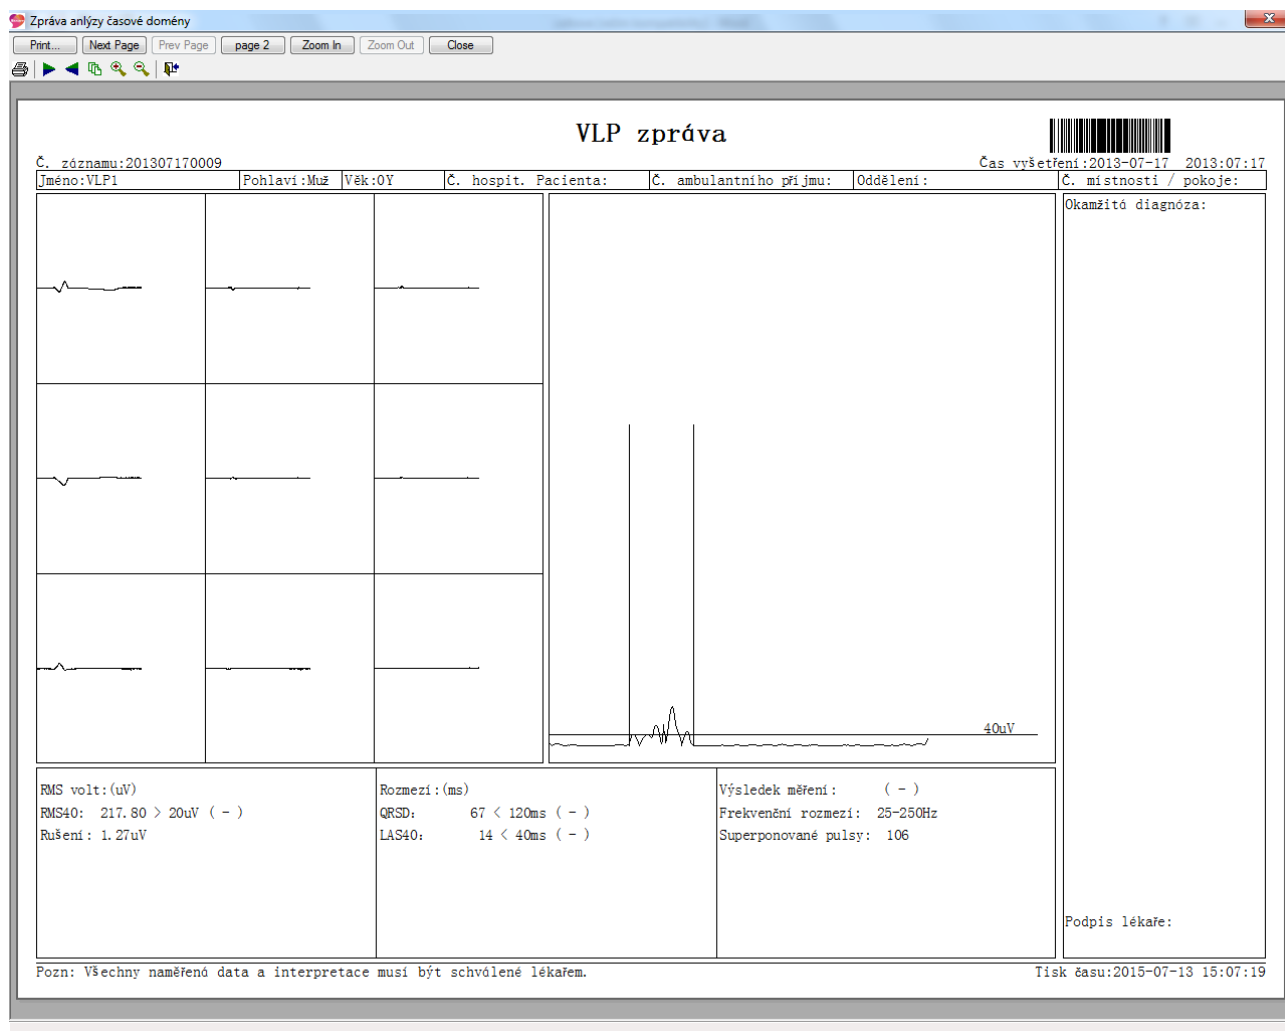 Zpráva anlýzy časové domény
Print... Next Page Prev Page page 2 Zoom In Zoom Out Close
VLP zpráva
Č. záznamu:201307170009 Čas vyšetření:2013-07-17 2013:07:17
Jméno:VLP1 Pohlaví:Muž Věk:0Y Č. hospit. Pacienta: Č. ambulantního příjmu: Oddělení: Č. místnosti / pokoje:
Okamžitá diagnóza:
40uV
RMS volt:(uV) Rozmezí:(ms) Výsledek měření: ( - )
RMS40: 217.80 > 20uV ( - ) QRSD: 67 < 120ms ( - ) Frekvenční rozmezí: 25-250Hz
Rušení: 1.27uV LAS40: 14 < 40ms ( - ) Superponované pulsy: 106
Podpis lékaře:
Pozn: Všechny naměřená data a interpretace musí být schválené lékařem. Tisk času:2015-07-13 15:07:19